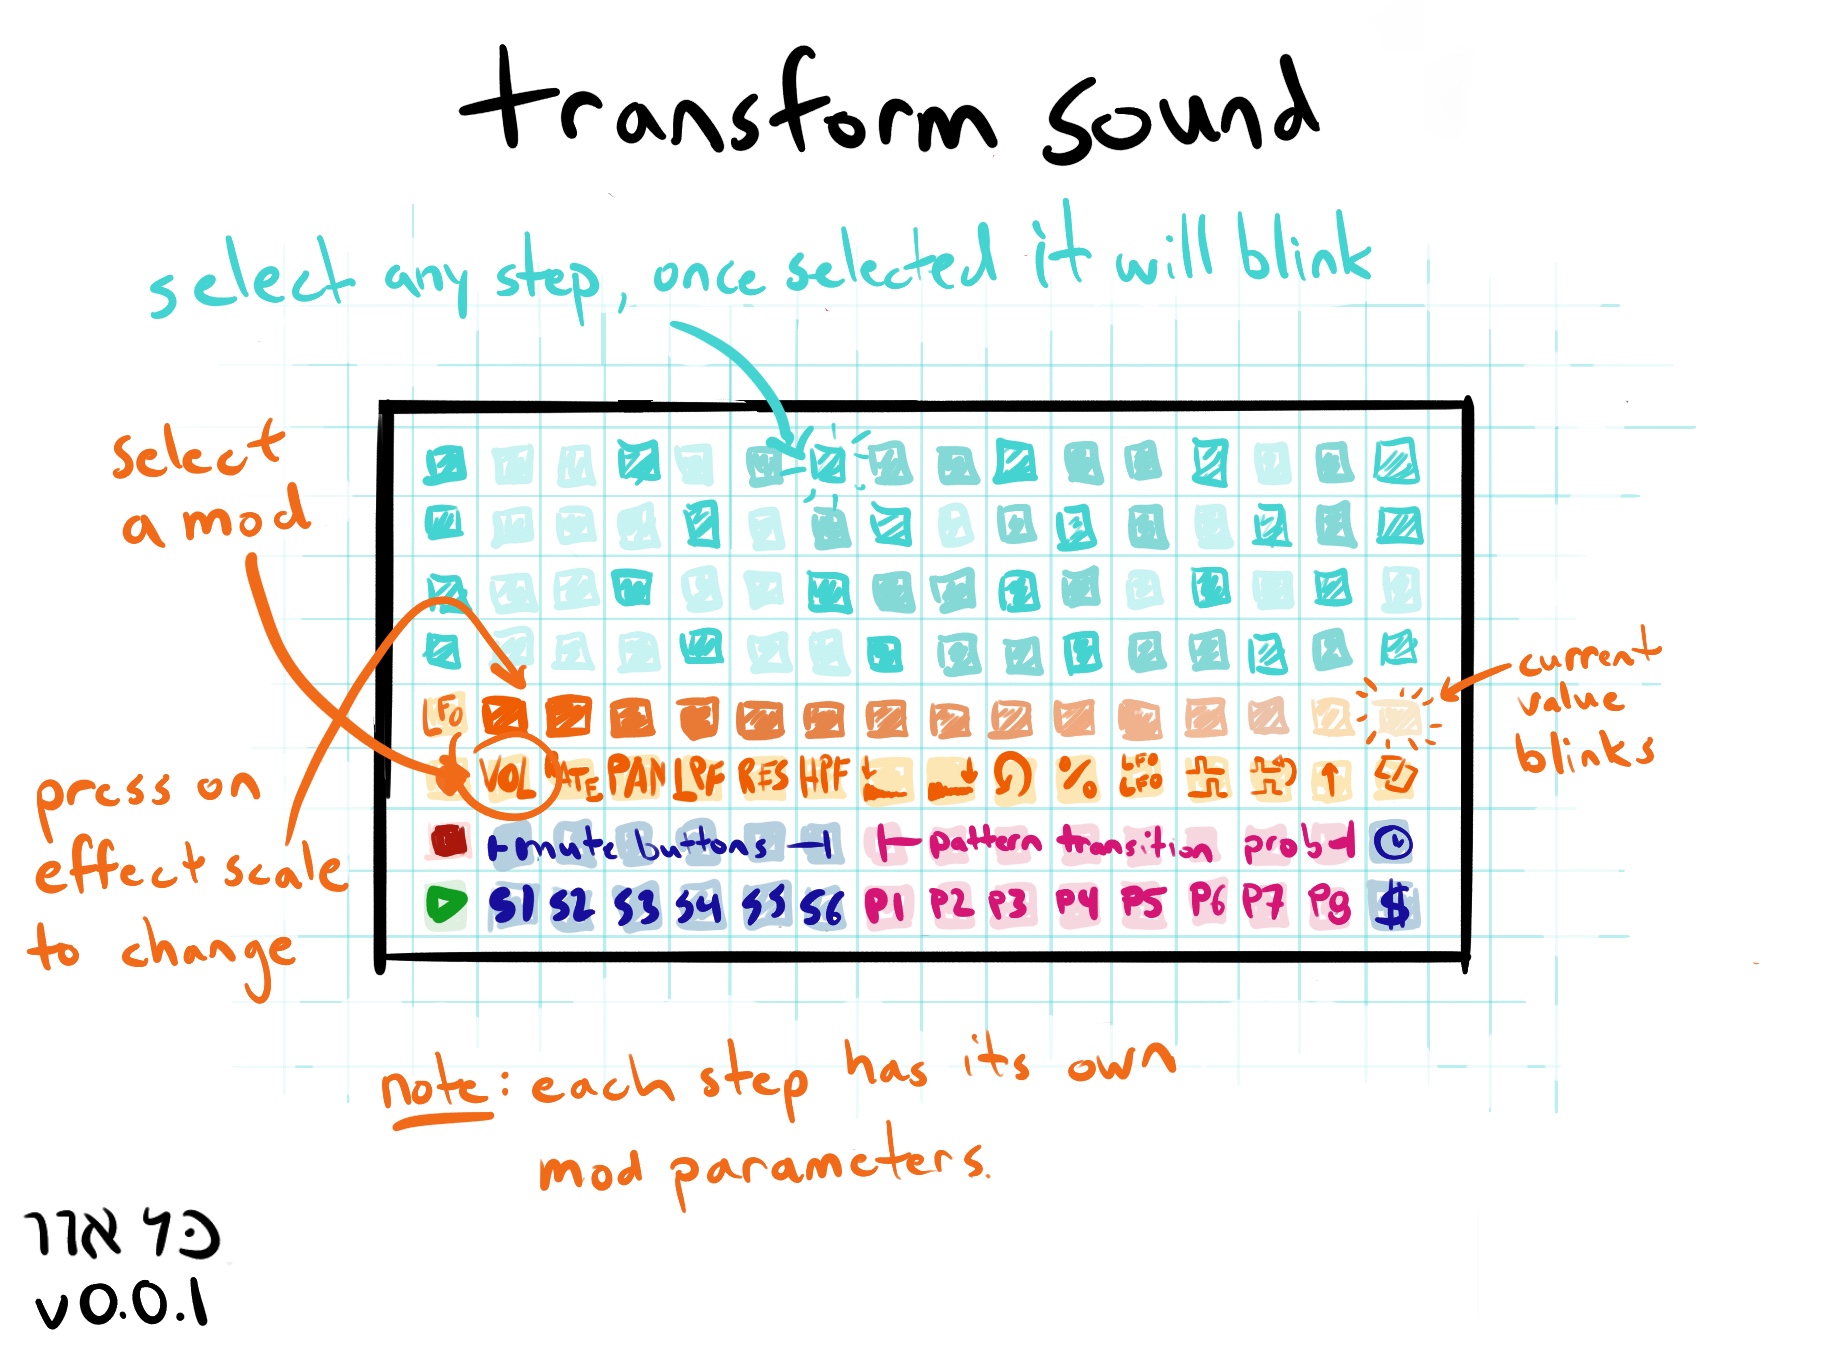 transform sound
select any step, once selected it will blink
select
a mod
press on
effect scale
to change
current
value
blinks
LFO
VOL RATE PAN LPF RES HPF % LFO LFO
mute buttons pattern transition prob
S1 S2 S3 S4 S5 S6 P1 P2 P3 P4 P5 P6 P7 P8 $
note: each step has its own
mod parameters.
v0.0.1